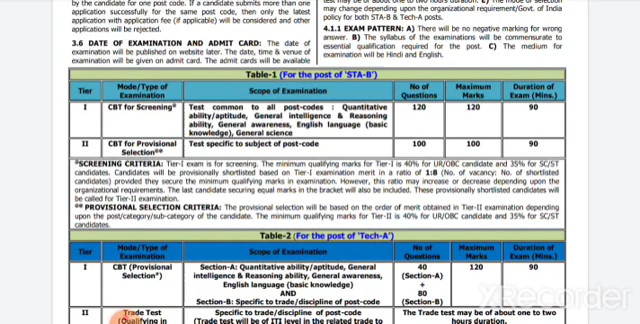 by the candidate for one post code. If a candidate submits more than one
application successfully for the same post code, then only the latest
application with application fee (if applicable) will be considered and other
applications will be rejected.
3.6 DATE OF EXAMINATION AND ADMIT CARD: The date of
examination will be published on website later. The date, time & venue of
examination will be given on admit card. The admit cards will be available
may change depending upon the organizational requirement/Govt. of India
policy for both STA-B & Tech-A posts.
4.1.1 EXAM PATTERN: A) There will be no negative marking for wrong
answer. B) The syllabus of the examinations will be commensurate to
essential qualification required for the post. C) The medium for
examination will be Hindi and English.
Table-1 (For the post of 'STA-B')
Tier Mode/Type of Examination Scope of Examination No of Questions Maximum Marks Duration of Exam (Mins.)
I CBT for Screening# Test common to all post-codes : Quantitative 120 120 90
ability/aptitude, General intelligence & Reasoning
ability, General awareness, English language (basic
knowledge), General science
II CBT for Provisional Selection## Test specific to subject of post-code 100 100 90
#SCREENING CRITERIA: Tier-I exam is for screening. The minimum qualifying marks for Tier-I is 40% for UR/OBC candidate and 35% for SC/ST
candidates. Candidates will be provisionally shortlisted based on Tier-I examination merit in a ratio of 1:8 (No. of vacancy: No. of shortlisted
candidates) provided they secure the minimum qualifying marks in examination. However, this ratio may increase or decrease depending upon the
organizational requirements. The last candidate securing equal marks in the bracket will also be included. These provisionally shortlisted candidates will
be called for Tier-II examination.
## PROVISIONAL SELECTION CRITERIA: The provisional selection will be based on the order of merit obtained in Tier-II examination depending
upon the post/category/sub-category of the candidate. The minimum qualifying marks for Tier-II is 40% for UR/OBC candidate and 35% for SC/ST
candidates.
Table-2 (For the post of 'Tech-A')
Tier Mode/Type of Examination Scope of Examination No of Questions Maximum Marks Duration of Exam (Mins.)
I CBT (Provisional Selection*) Section-A: Quantitative ability/aptitude, General 40 120 90
intelligence & Reasoning ability, General awareness, (Section-A)
English language (basic knowledge) +
AND 80
Section-B: Specific to trade/discipline of post-code (Section-B)
II Trade Test Specific to trade/discipline of post-code The Trade test may be of about one to two
(Qualifying in (Trade test will be of ITI level in the related trade to hours duration.
XRecorder